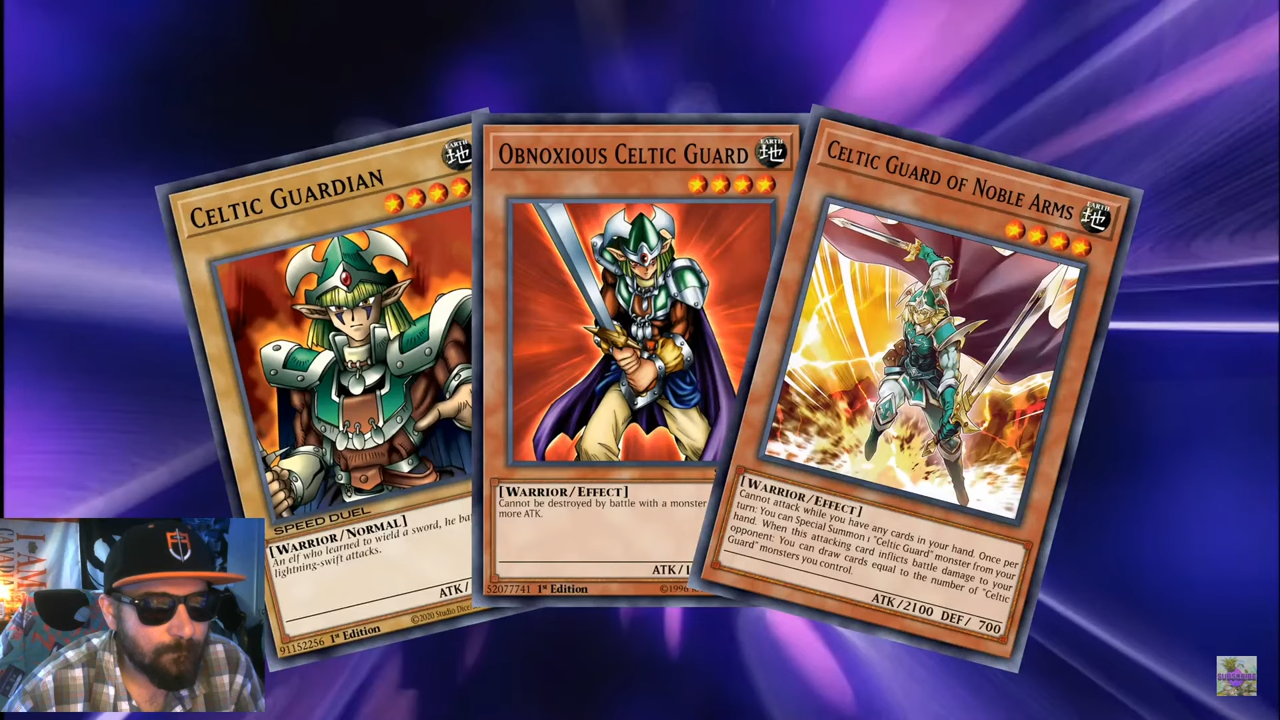 CELTIC GUARDIAN
EARTH
地
SPEED DUEL
[WARRIOR/NORMAL]
An elf who learned to wield a sword, he
lightning-swift attacks.
ATK/
91152256 1st Edition
©2020 Studio Dice
OBNOXIOUS CELTIC GUARD
EARTH
地
[WARRIOR/EFFECT]
Cannot be destroyed by battle with a monster
more ATK.
ATK/1
52077741 1st Edition
©1996
CELTIC GUARD OF NOBLE ARMS
EARTH
地
[WARRIOR/EFFECT]
Cannot attack while you have any cards in your hand. Once per
turn: You can Special Summon 1 "Celtic Guard" monster from your
hand. When this attacking card inflicts battle damage to your
opponent: You can draw cards equal to the number of "Celtic
Guard" monsters you control.
ATK/2100 DEF/ 700
I AM
CANAD
SUBSCRIBE